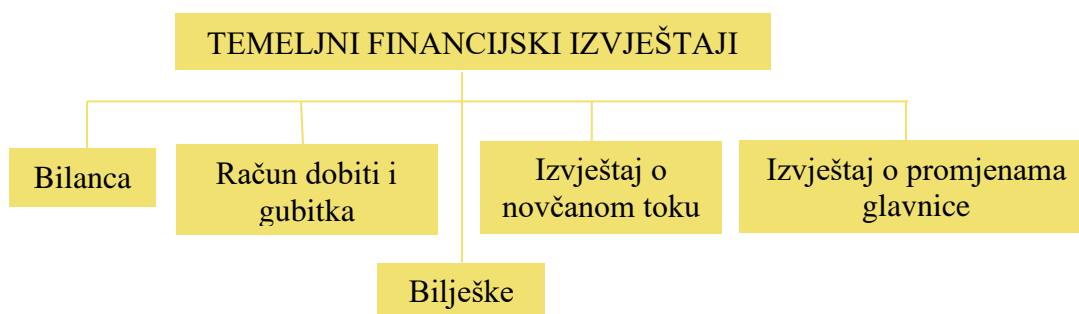 TEMELJNI FINANCIJSKI IZVJEŠTAJI
Bilanca
Račun dobiti i
gubitka
Izvještaj o
novčanom toku
Izvještaj o promjenama
glavnice
Bilješke